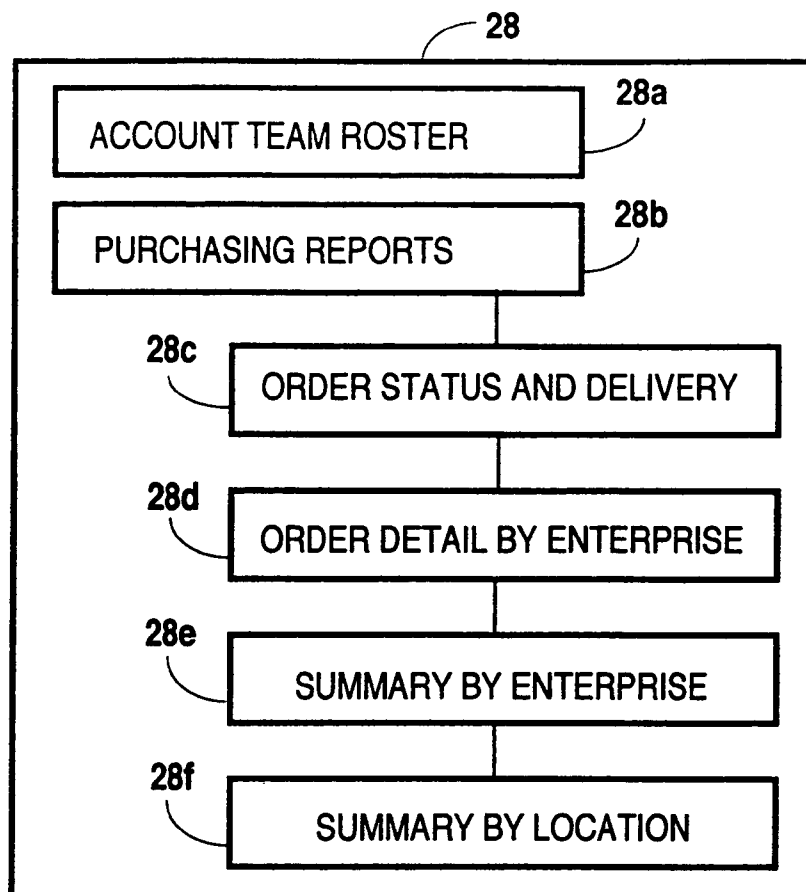 28
28a
ACCOUNT TEAM ROSTER
28b
PURCHASING REPORTS
28c
ORDER STATUS AND DELIVERY
28d
ORDER DETAIL BY ENTERPRISE
28e
SUMMARY BY ENTERPRISE
28f
SUMMARY BY LOCATION